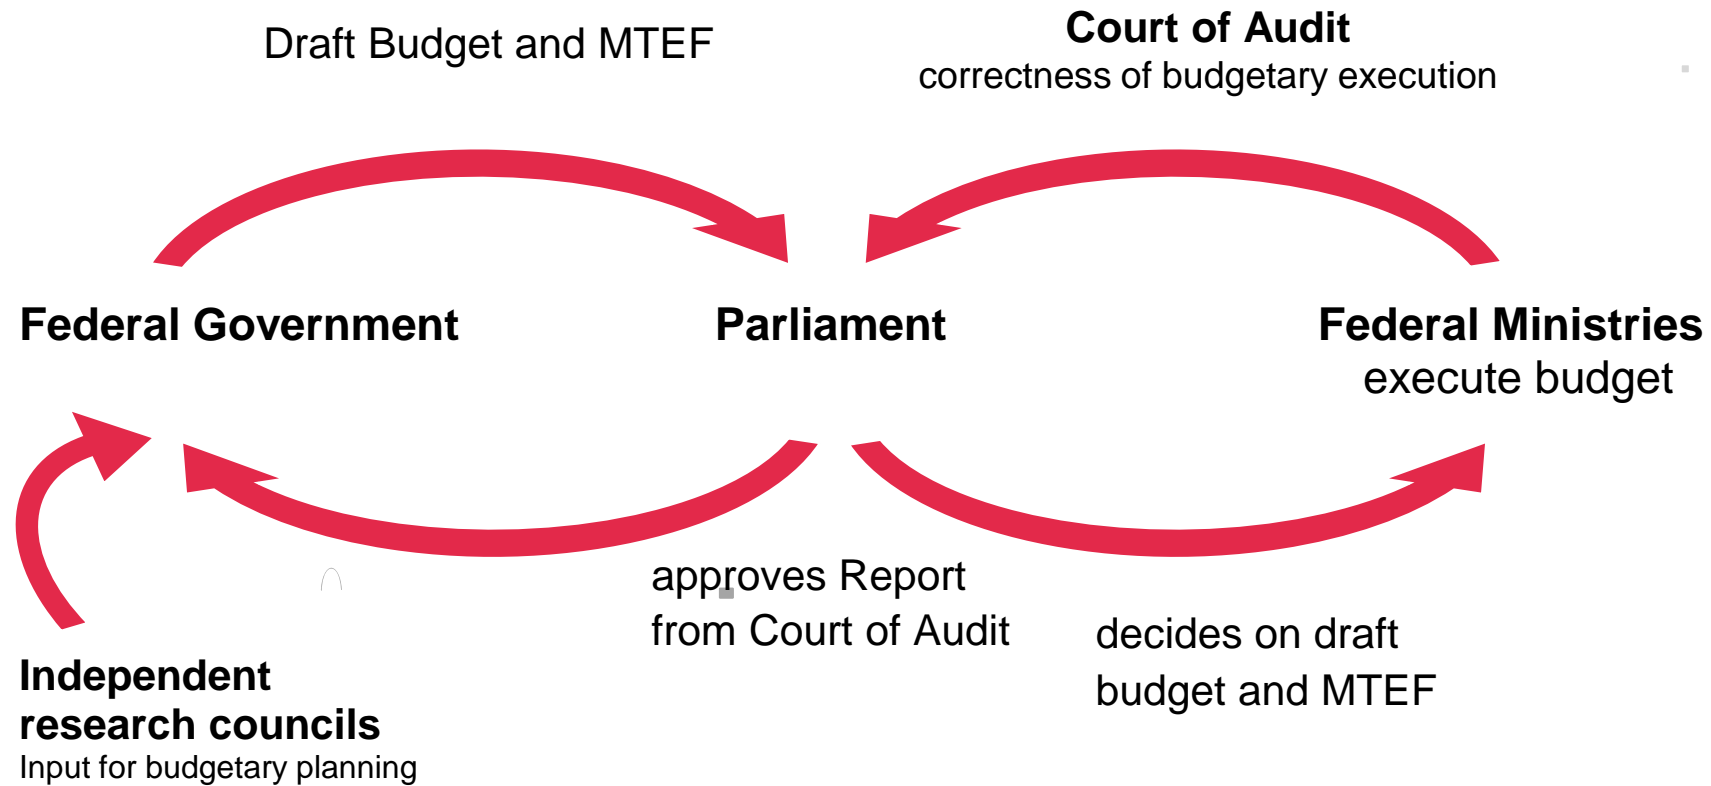 Draft Budget and MTEF
Court of Audit
correctness of budgetary execution
Federal Government
Parliament
Federal Ministries
execute budget
approves Report
from Court of Audit
decides on draft
budget and MTEF
Independent
research councils
Input for budgetary planning